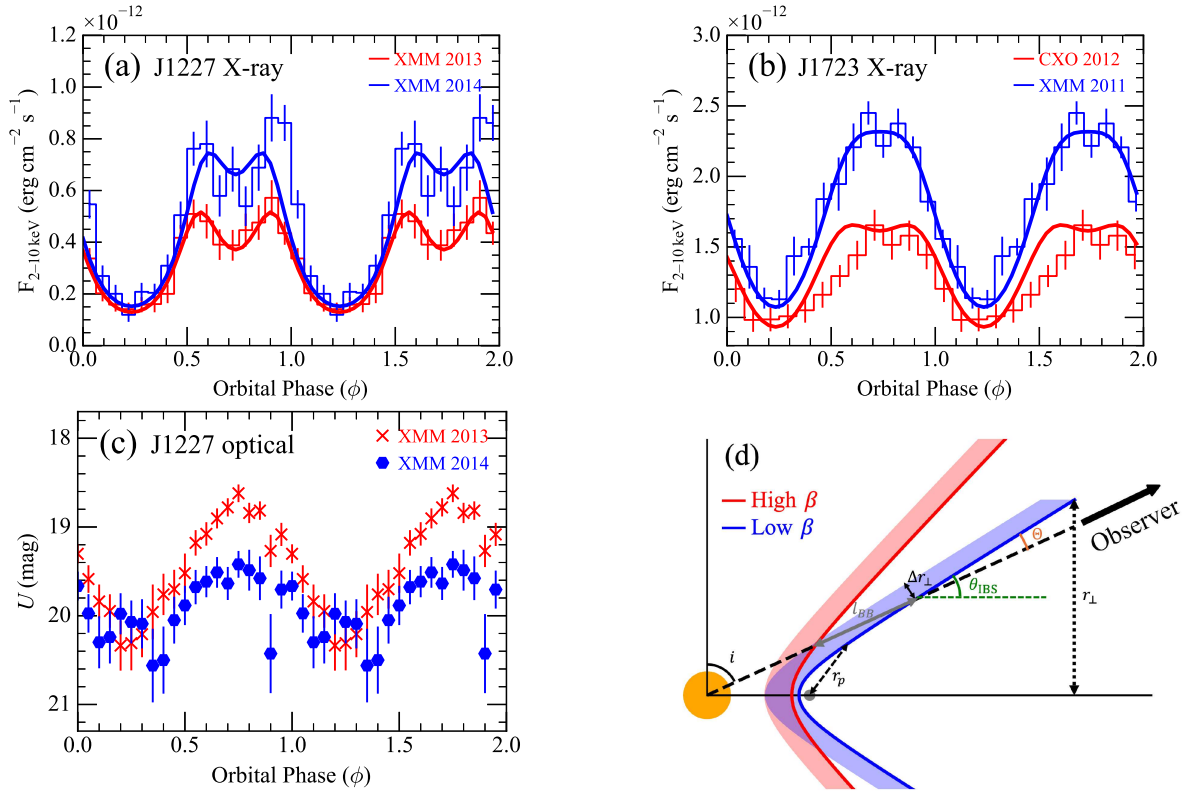 ×10⁻¹²
(a) J1227 X-ray
XMM 2013
XMM 2014
F₂₋₁₀ keV (erg cm⁻² s⁻¹)
1.2
1.0
0.8
0.6
0.4
0.2
0.0
0.0 0.5 1.0 1.5 2.0
Orbital Phase (ϕ)
×10⁻¹²
(b) J1723 X-ray
CXO 2012
XMM 2011
F₂₋₁₀ keV (erg cm⁻² s⁻¹)
3.0
2.5
2.0
1.5
1.0
0.0 0.5 1.0 1.5 2.0
Orbital Phase (ϕ)
(c) J1227 optical
XMM 2013
XMM 2014
U (mag)
18
19
20
21
0.0 0.5 1.0 1.5 2.0
Orbital Phase (ϕ)
(d)
High β
Low β
Observer
Θ
Δr⊥
θIBS
lBB
r⊥
i
rp